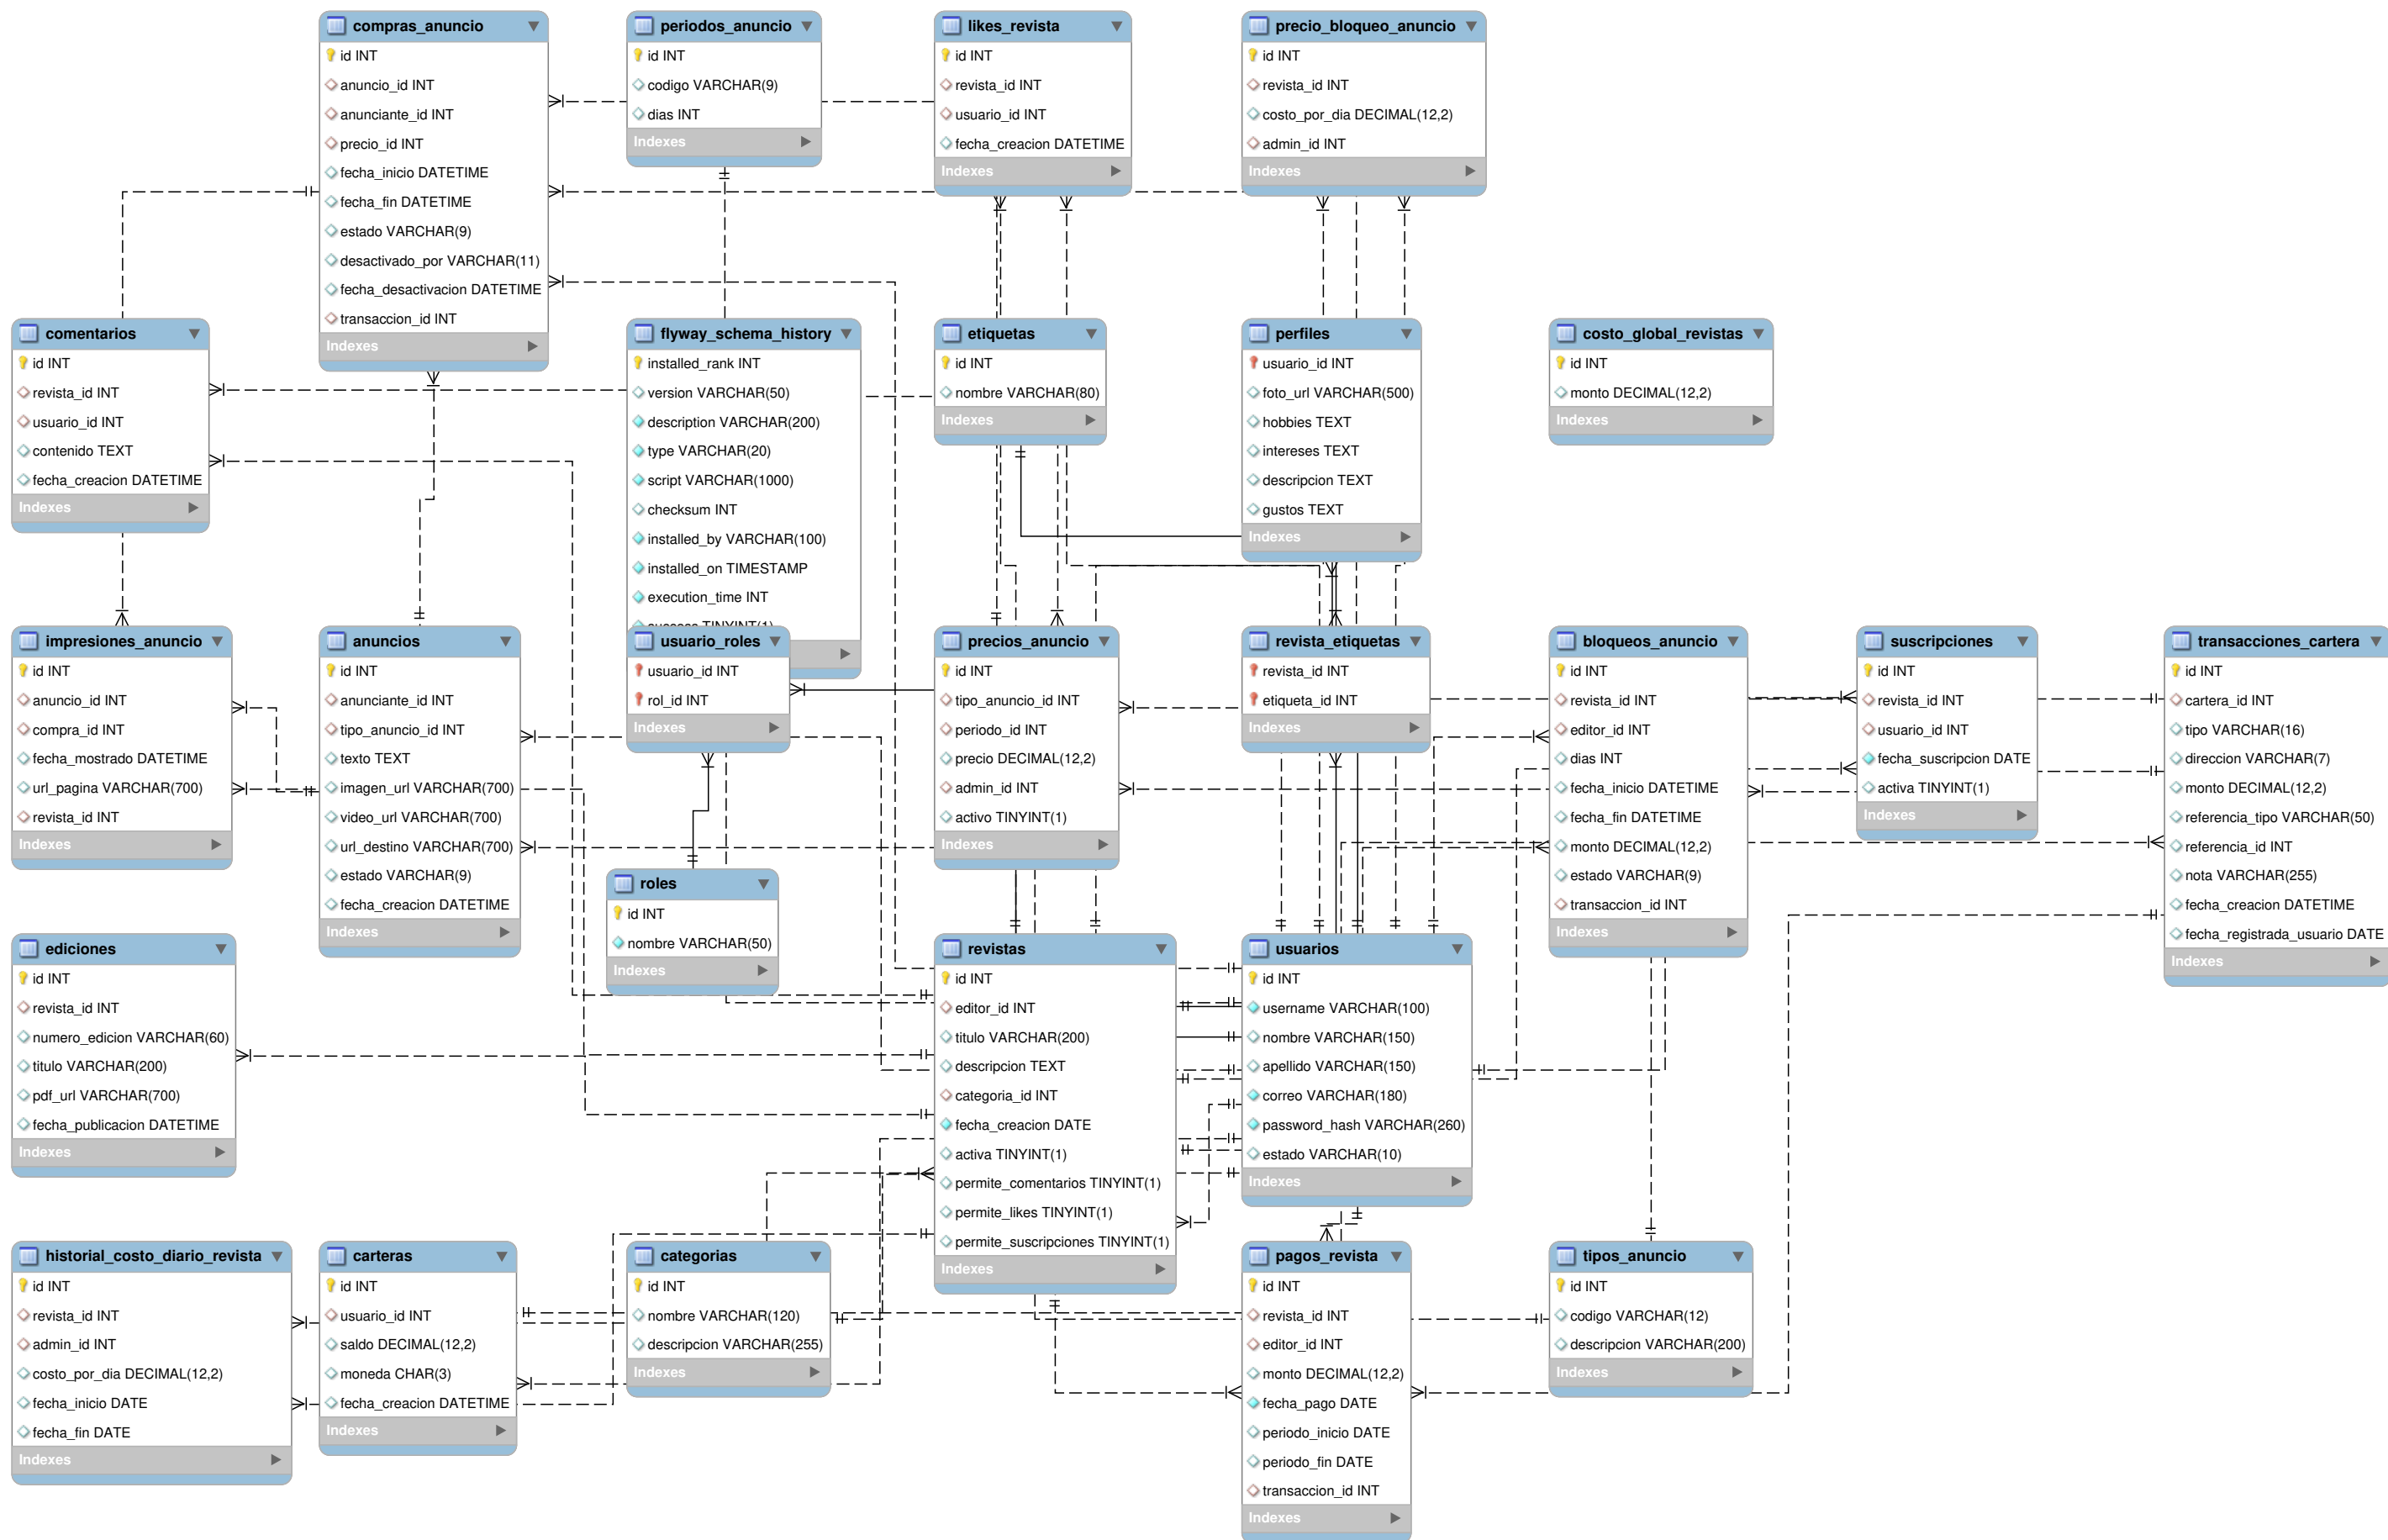 compras_anuncio
id INT
anuncio_id INT
anunciante_id INT
precio_id INT
fecha_inicio DATETIME
fecha_fin DATETIME
estado VARCHAR(9)
desactivado_por VARCHAR(11)
fecha_desactivacion DATETIME
transaccion_id INT
Indexes
periodos_anuncio
id INT
codigo VARCHAR(9)
dias INT
Indexes
likes_revista
id INT
revista_id INT
usuario_id INT
fecha_creacion DATETIME
Indexes
precio_bloqueo_anuncio
id INT
revista_id INT
costo_por_dia DECIMAL(12,2)
admin_id INT
Indexes
comentarios
id INT
revista_id INT
usuario_id INT
contenido TEXT
fecha_creacion DATETIME
Indexes
flyway_schema_history
installed_rank INT
version VARCHAR(50)
description VARCHAR(200)
type VARCHAR(20)
script VARCHAR(1000)
checksum INT
installed_by VARCHAR(100)
installed_on TIMESTAMP
execution_time INT
success TINYINT(1)
etiquetas
id INT
nombre VARCHAR(80)
Indexes
perfiles
usuario_id INT
foto_url VARCHAR(500)
hobbies TEXT
intereses TEXT
descripcion TEXT
gustos TEXT
Indexes
costo_global_revistas
id INT
monto DECIMAL(12,2)
Indexes
impresiones_anuncio
id INT
anuncio_id INT
compra_id INT
fecha_mostrado DATETIME
url_pagina VARCHAR(700)
revista_id INT
Indexes
anuncios
id INT
anunciante_id INT
tipo_anuncio_id INT
texto TEXT
imagen_url VARCHAR(700)
video_url VARCHAR(700)
url_destino VARCHAR(700)
estado VARCHAR(9)
fecha_creacion DATETIME
Indexes
usuario_roles
usuario_id INT
rol_id INT
Indexes
precios_anuncio
id INT
tipo_anuncio_id INT
periodo_id INT
precio DECIMAL(12,2)
admin_id INT
activo TINYINT(1)
Indexes
revista_etiquetas
revista_id INT
etiqueta_id INT
Indexes
bloqueos_anuncio
id INT
revista_id INT
editor_id INT
dias INT
fecha_inicio DATETIME
fecha_fin DATETIME
monto DECIMAL(12,2)
estado VARCHAR(9)
transaccion_id INT
Indexes
suscripciones
id INT
revista_id INT
usuario_id INT
fecha_suscripcion DATE
activa TINYINT(1)
Indexes
transacciones_cartera
id INT
cartera_id INT
tipo VARCHAR(16)
direccion VARCHAR(7)
monto DECIMAL(12,2)
referencia_tipo VARCHAR(50)
referencia_id INT
nota VARCHAR(255)
fecha_creacion DATETIME
fecha_registrada_usuario DATE
Indexes
roles
id INT
nombre VARCHAR(50)
Indexes
ediciones
id INT
revista_id INT
numero_edicion VARCHAR(60)
titulo VARCHAR(200)
pdf_url VARCHAR(700)
fecha_publicacion DATETIME
Indexes
revistas
id INT
editor_id INT
titulo VARCHAR(200)
descripcion TEXT
categoria_id INT
fecha_creacion DATE
activa TINYINT(1)
permite_comentarios TINYINT(1)
permite_likes TINYINT(1)
permite_suscripciones TINYINT(1)
Indexes
usuarios
id INT
username VARCHAR(100)
nombre VARCHAR(150)
apellido VARCHAR(150)
correo VARCHAR(180)
password_hash VARCHAR(260)
estado VARCHAR(10)
Indexes
historial_costo_diario_revista
id INT
revista_id INT
admin_id INT
costo_por_dia DECIMAL(12,2)
fecha_inicio DATE
fecha_fin DATE
Indexes
carteras
id INT
usuario_id INT
saldo DECIMAL(12,2)
moneda CHAR(3)
fecha_creacion DATETIME
Indexes
categorias
id INT
nombre VARCHAR(120)
descripcion VARCHAR(255)
Indexes
pagos_revista
id INT
revista_id INT
editor_id INT
monto DECIMAL(12,2)
fecha_pago DATE
periodo_inicio DATE
periodo_fin DATE
transaccion_id INT
Indexes
tipos_anuncio
id INT
codigo VARCHAR(12)
descripcion VARCHAR(200)
Indexes